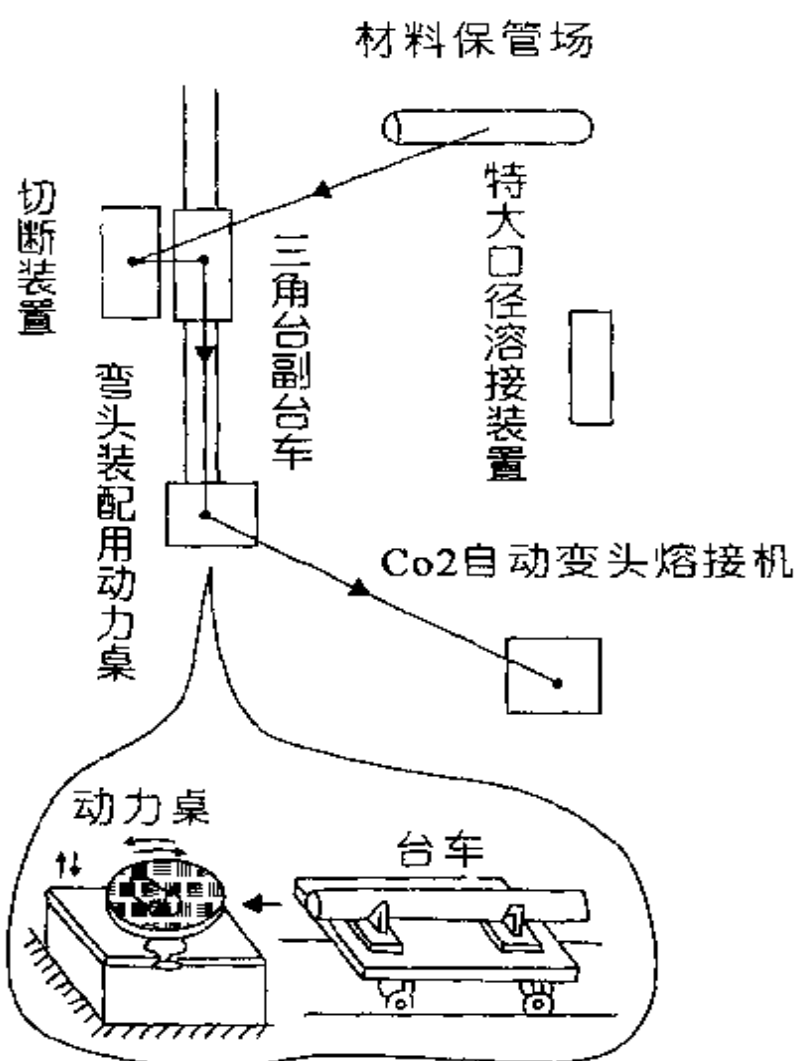 材料保管场
切断装置
三角台副台车
特大口径溶接装置
弯头装配用动力桌
Co2自动变头熔接机
动力桌
台车